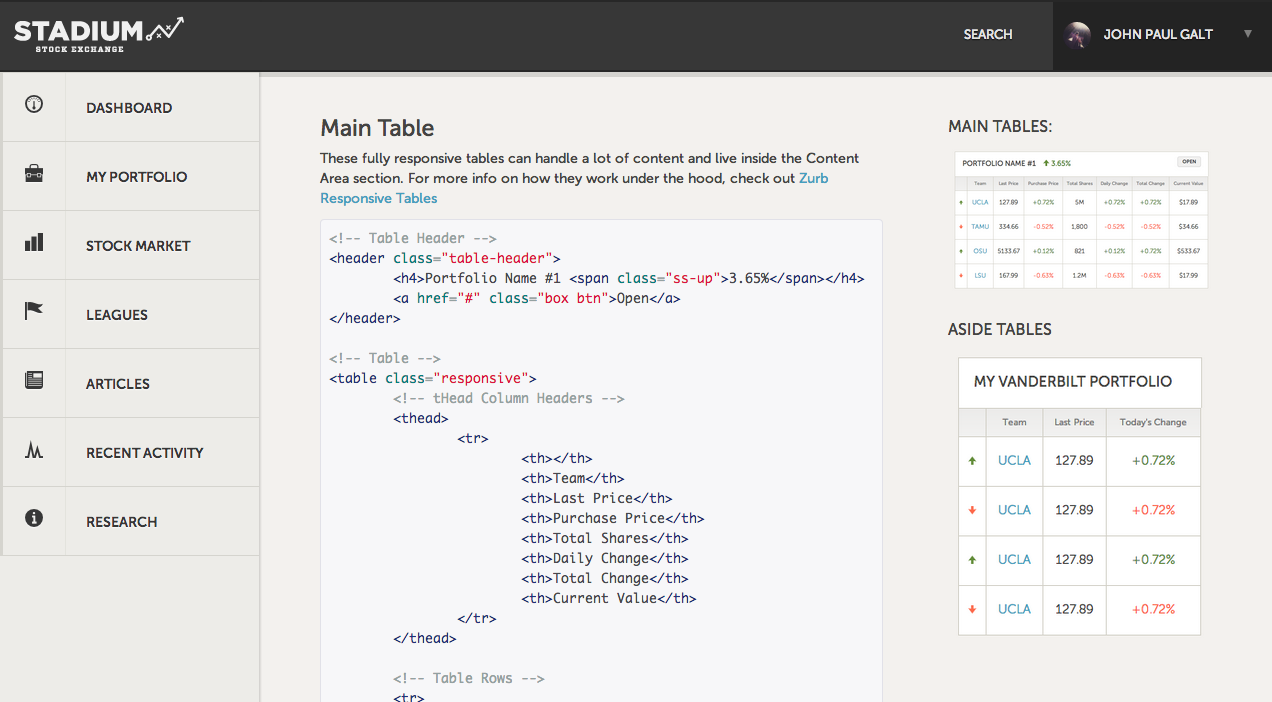 STADIUM
STOCK EXCHANGE
SEARCH
JOHN PAUL GALT
DASHBOARD
MY PORTFOLIO
STOCK MARKET
LEAGUES
ARTICLES
RECENT ACTIVITY
RESEARCH
Main Table
These fully responsive tables can handle a lot of content and live inside the Content
Area section. For more info on how they work under the hood, check out Zurb
Responsive Tables
<!-- Table Header -->
<header class="table-header">
<h4>Portfolio Name #1 <span class="ss-up">3.65%</span></h4>
<a href="#" class="box btn">Open</a>
</header>
<!-- Table -->
<table class="responsive">
<!-- tHead Column Headers -->
<thead>
<tr>
<th></th>
<th>Team</th>
<th>Last Price</th>
<th>Purchase Price</th>
<th>Total Shares</th>
<th>Daily Change</th>
<th>Total Change</th>
<th>Current Value</th>
</tr>
</thead>
<!-- Table Rows -->
<tr>
MAIN TABLES:
PORTFOLIO NAME #1 3.65% OPEN
Team Last Price Purchase Price Total Shares Daily Change Total Change Current Value
UCLA 127.89 +0.72% 5M +0.72% +0.72% $17.89
TAMU 334.66 -0.52% 1,800 -0.52% -0.52% $34.66
OSU 5133.67 +0.12% 821 +0.12% +0.72% $533.67
LSU 167.99 -0.63% 1.2M -0.63% -0.63% $17.99
ASIDE TABLES
MY VANDERBILT PORTFOLIO
Team Last Price Today's Change
UCLA 127.89 +0.72%
UCLA 127.89 +0.72%
UCLA 127.89 +0.72%
UCLA 127.89 +0.72%